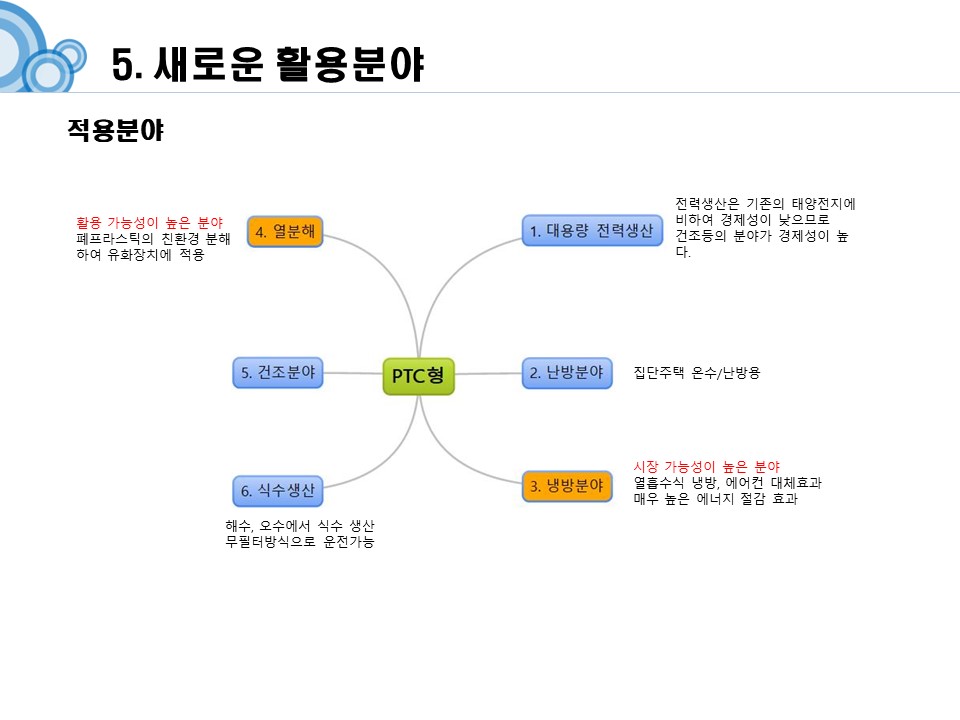 5. 새로운 활용분야
적용분야
활용 가능성이 높은 분야
폐프라스틱의 친환경 분해
하여 유화장치에 적용
4. 열분해
1. 대용량 전력생산
전력생산은 기존의 태양전지에
비하여 경제성이 낮으므로
건조등의 분야가 경제성이 높
다.
5. 건조분야
PTC형
2. 난방분야
집단주택 온수/난방용
6. 식수생산
해수, 오수에서 식수 생산
무필터방식으로 운전가능
3. 냉방분야
시장 가능성이 높은 분야
열흡수식 냉방, 에어컨 대체효과
매우 높은 에너지 절감 효과